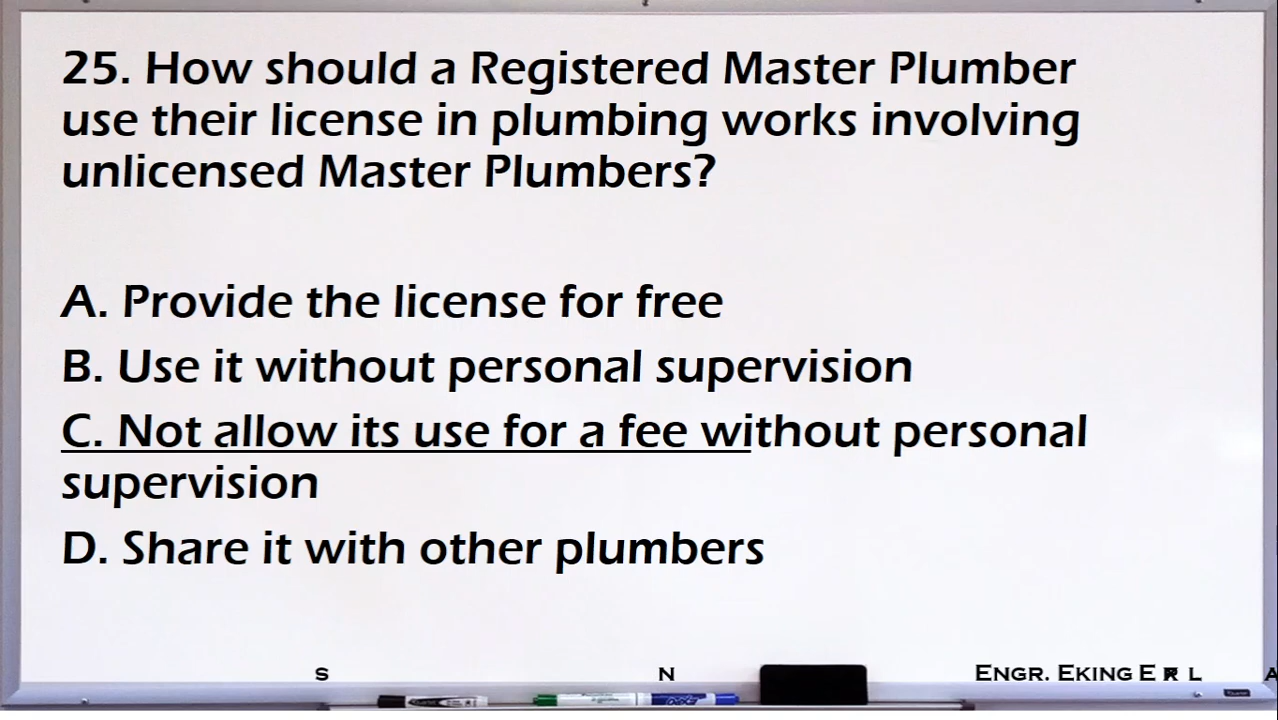 25. How should a Registered Master Plumber
use their license in plumbing works involving
unlicensed Master Plumbers?
A. Provide the license for free
B. Use it without personal supervision
C. Not allow its use for a fee without personal
supervision
D. Share it with other plumbers
S N ENGR. EKING E